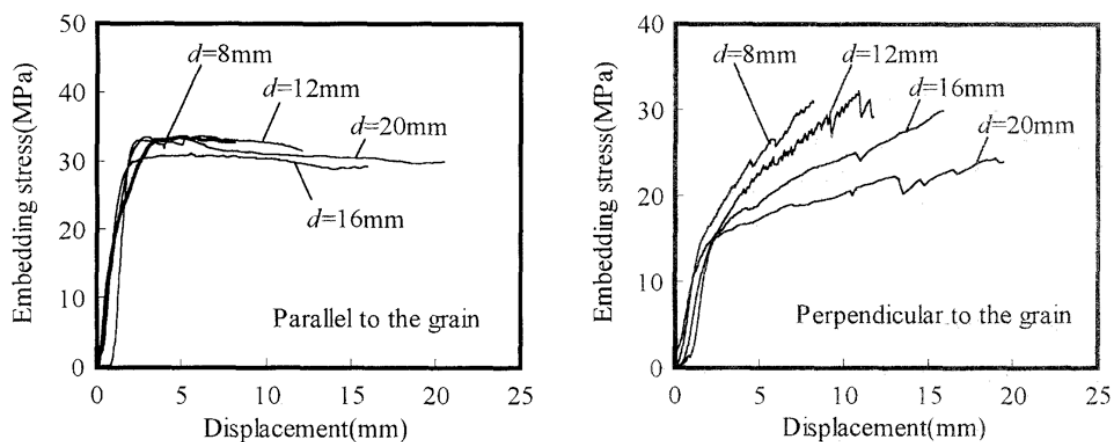 50
40
30
20
10
0
Embedding stress(MPa)
d=8mm
d=12mm
d=20mm
d=16mm
Parallel to the grain
0 5 10 15 20 25
Displacement(mm)
40
30
20
10
0
Embedding stress(MPa)
d=8mm
d=12mm
d=16mm
d=20mm
Perpendicular to the grain
0 5 10 15 20 25
Displacement(mm)